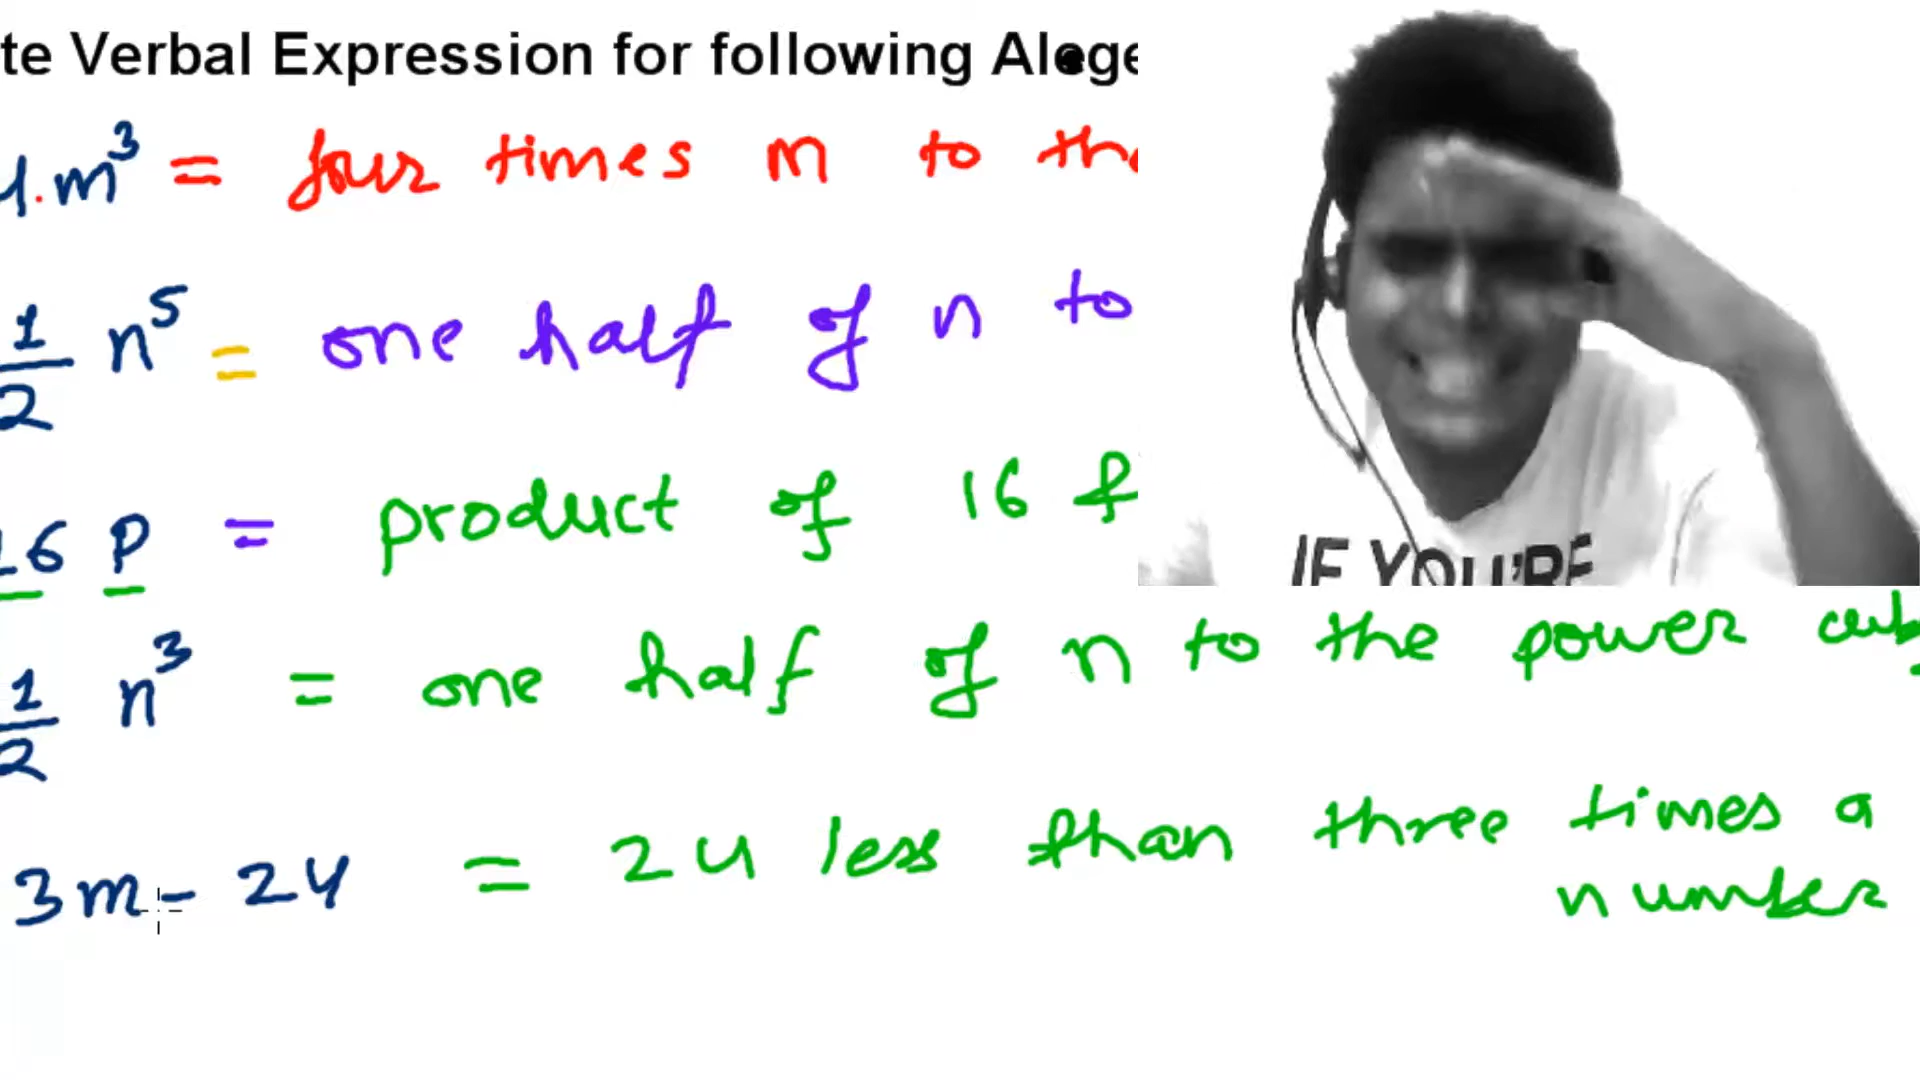 te Verbal Expression for following Alge
4.m³ = four times m to the
1/2 n⁵ = one half of n to
16 p = product of 16 &
IF YOU'RE
1/2 n³ = one half of n to the power cub
3m - 24 = 24 less than three times a
number